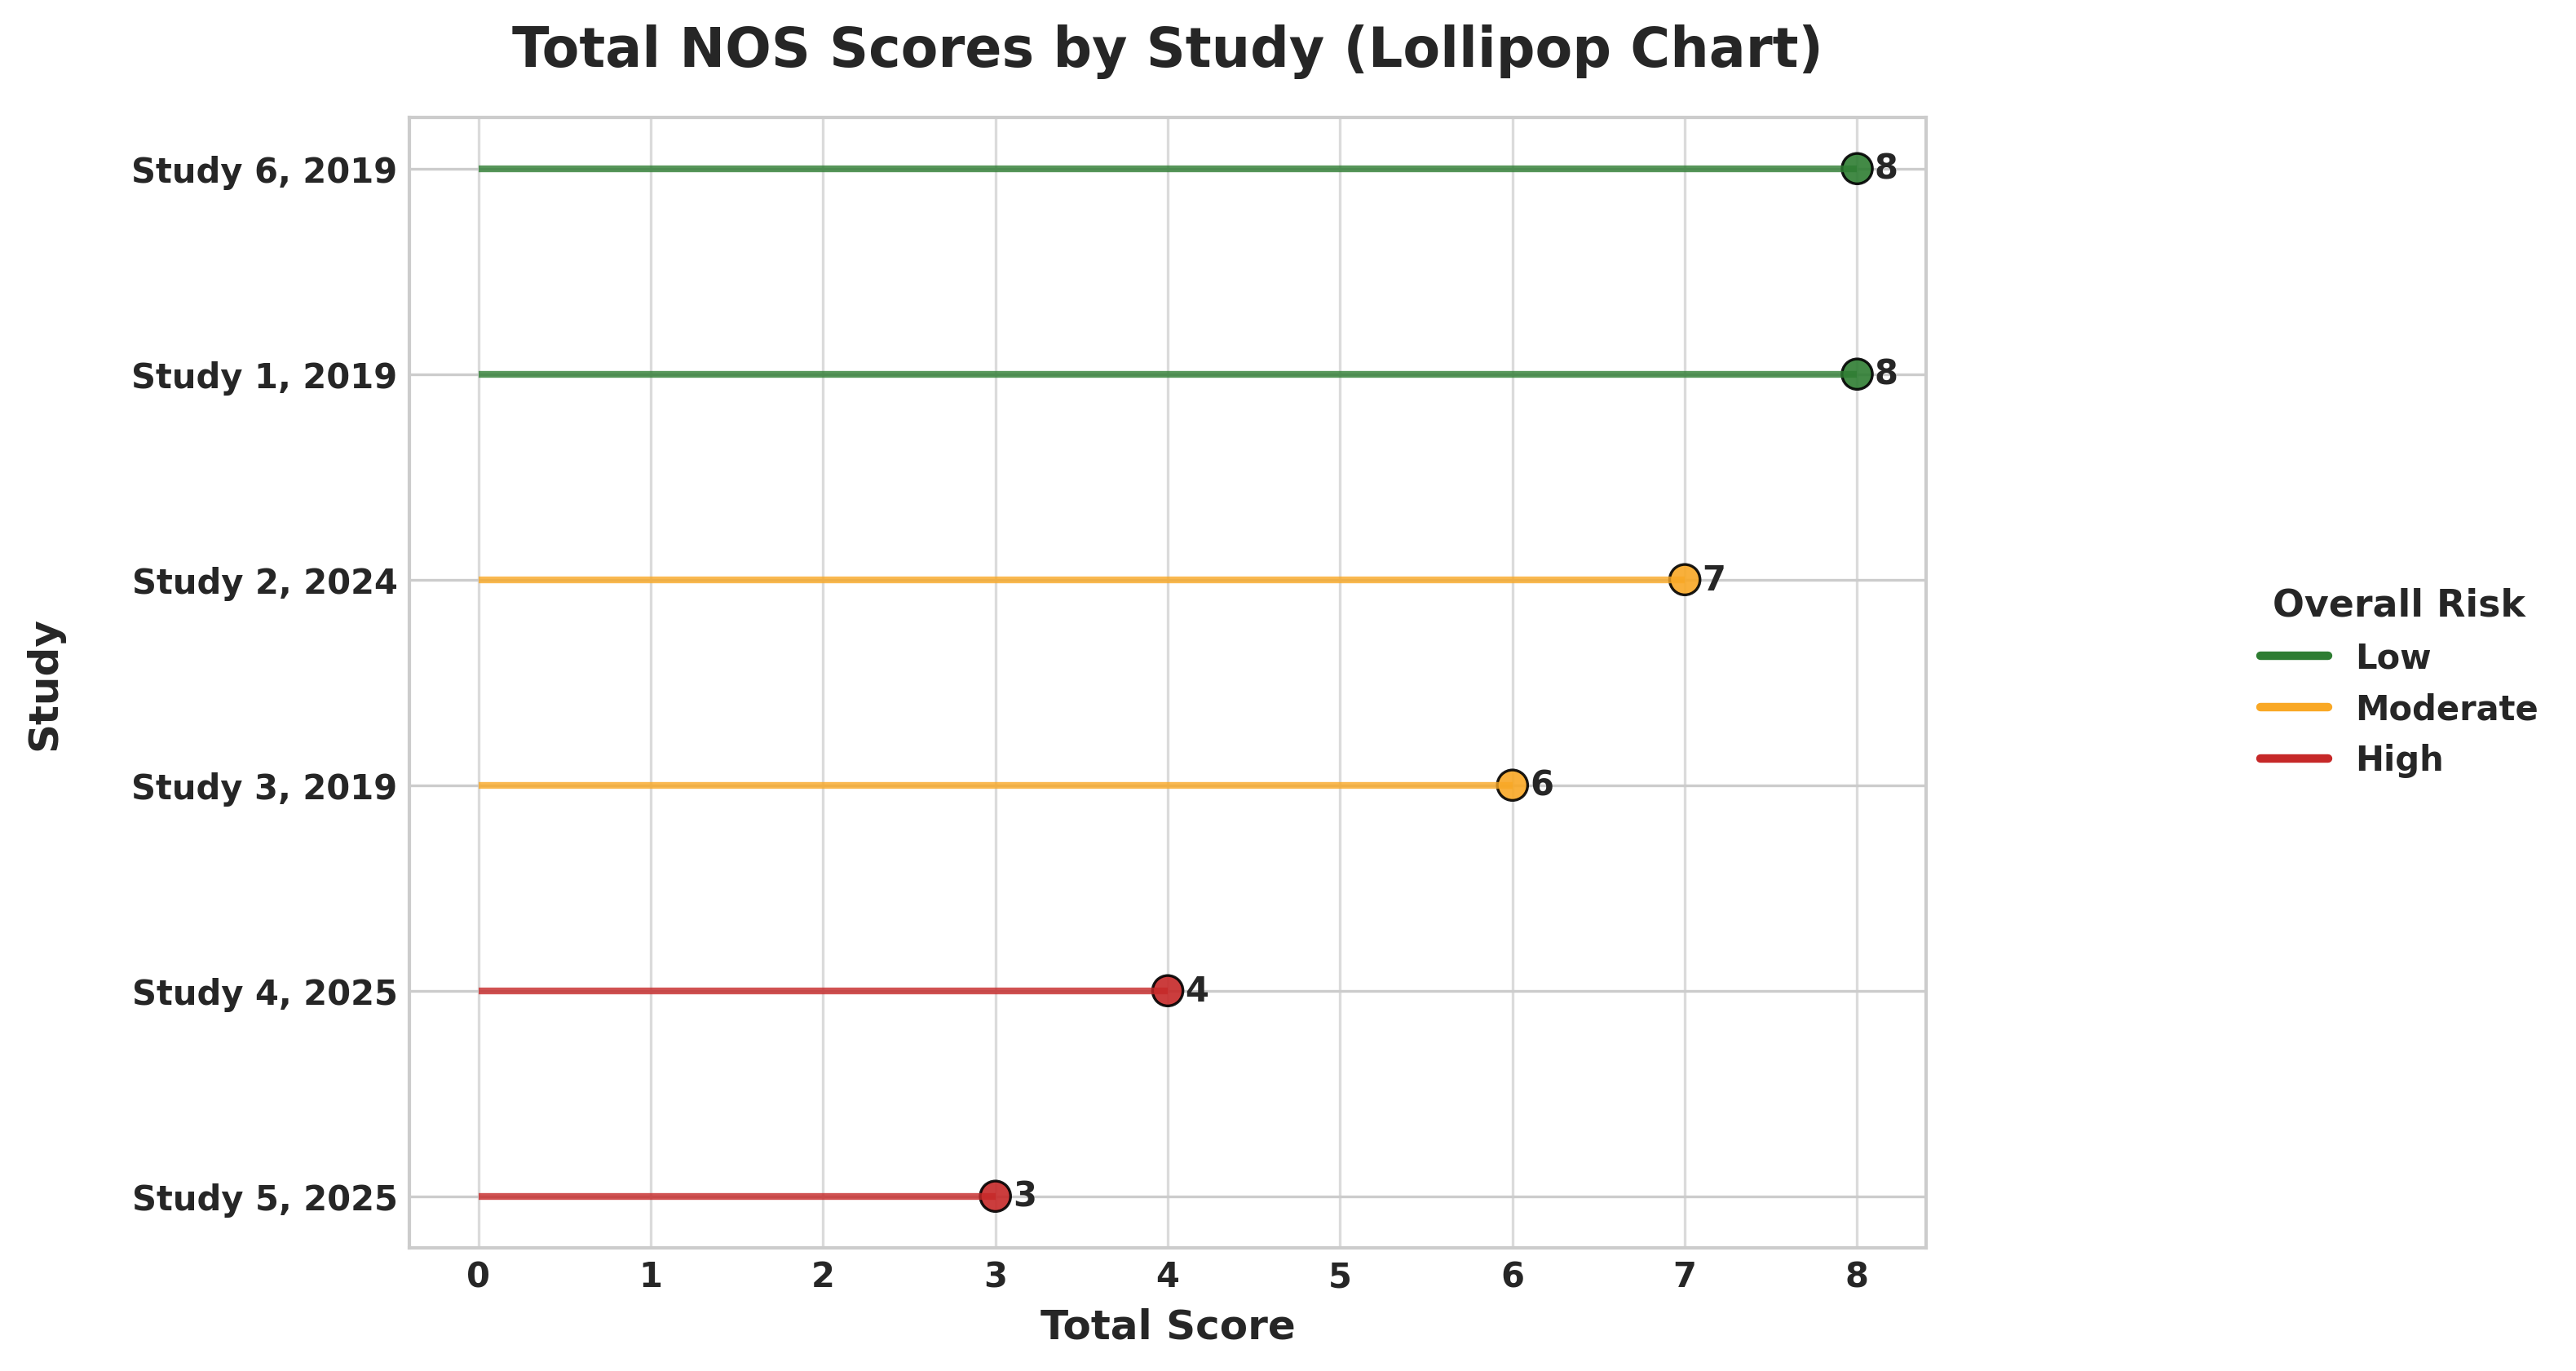 Total NOS Scores by Study (Lollipop Chart)
Study
Study 6, 2019
8
Study 1, 2019
8
Study 2, 2024
7
Study 3, 2019
6
Study 4, 2025
4
Study 5, 2025
3
0 1 2 3 4 5 6 7 8
Total Score
Overall Risk
Low
Moderate
High